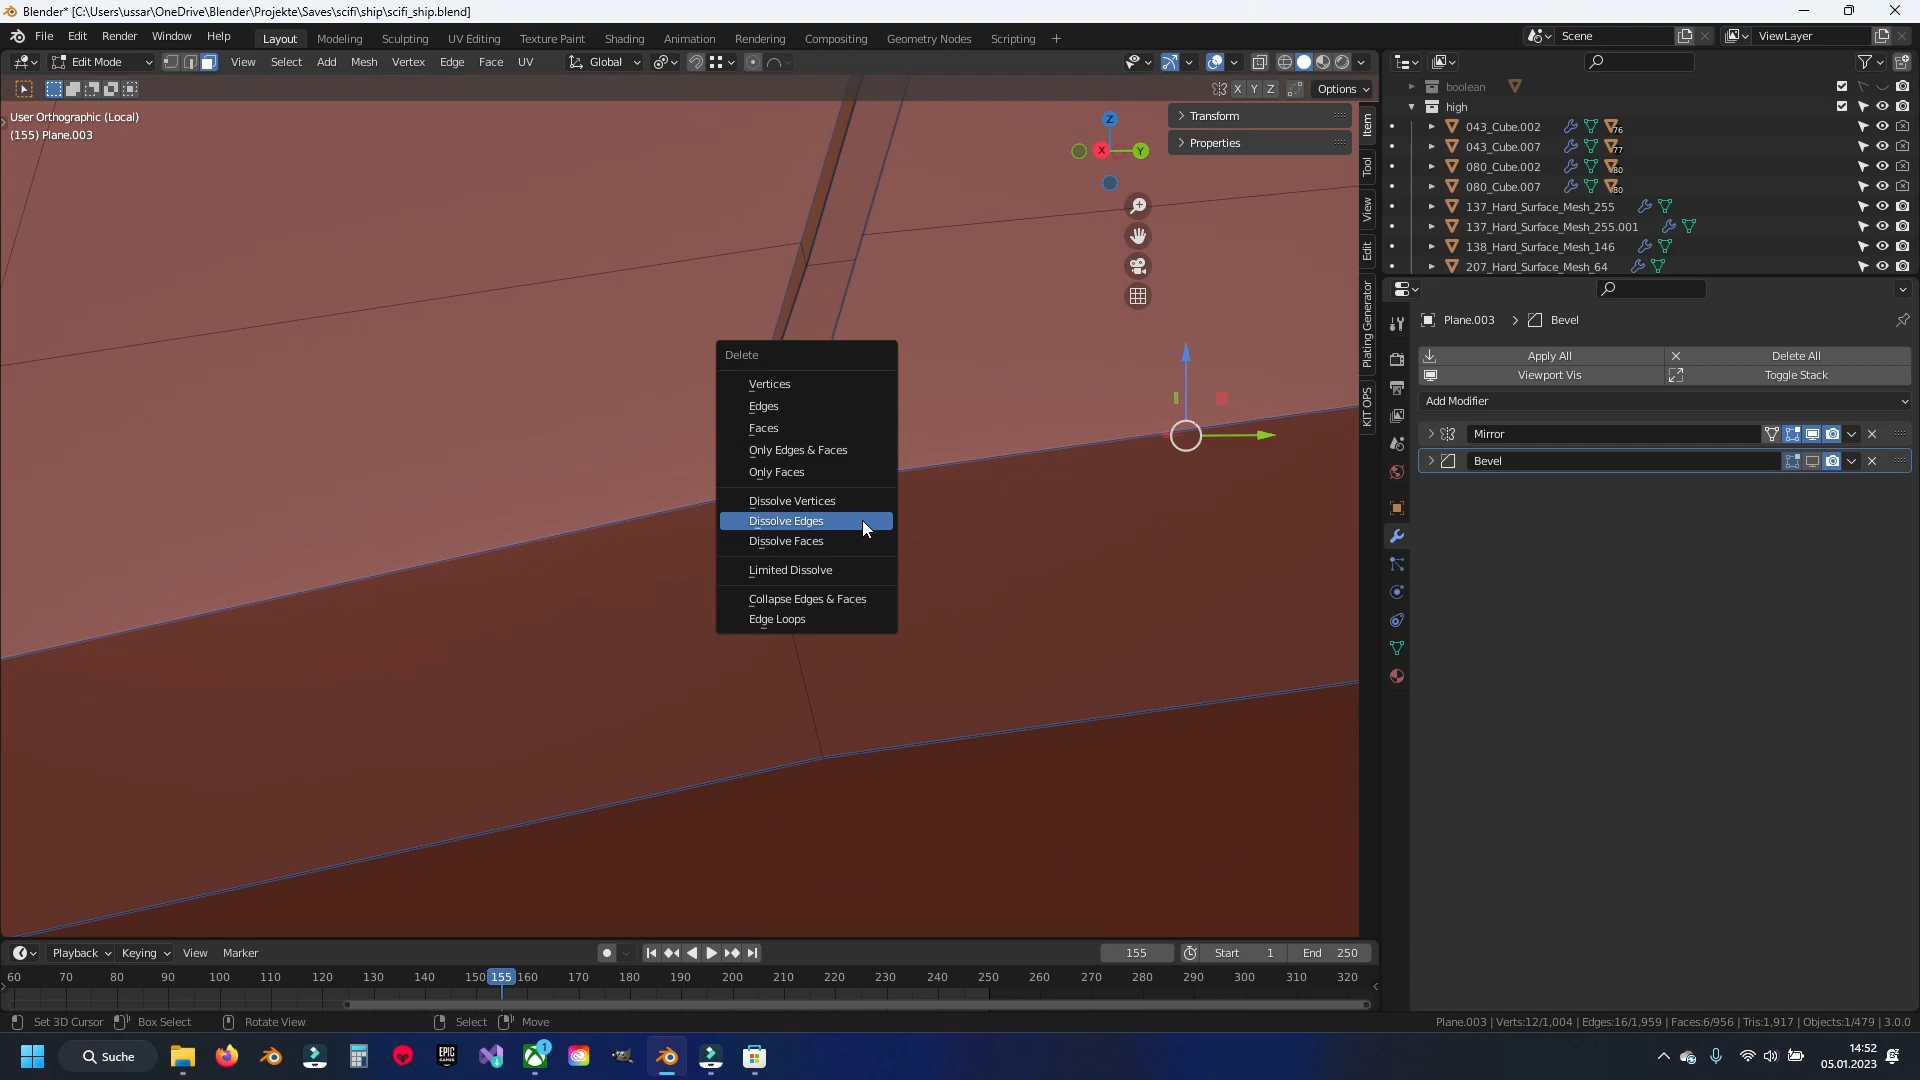 Blender* [C:\Users\ussar\OneDrive\Blender\Projekte\Saves\scifi\ship\scifi_ship.blend]
File Edit Render Window Help
Layout Modeling Sculpting UV Editing Texture Paint Shading Animation Rendering Compositing Geometry Nodes Scripting +
Scene
ViewLayer
Edit Mode
View Select Add Mesh Vertex Edge Face UV
Global
X Y Z
Options
User Orthographic (Local)
(155) Plane.003
Z
X
Y
Transform
Properties
Item
Tool
View
Edit
Plating Generator
KIT OPS
Delete
Vertices
Edges
Faces
Only Edges & Faces
Only Faces
Dissolve Vertices
Dissolve Edges
Dissolve Faces
Limited Dissolve
Collapse Edges & Faces
Edge Loops
boolean
high
043_Cube.002 76
043_Cube.007 77
080_Cube.002 80
080_Cube.007 80
137_Hard_Surface_Mesh_255
137_Hard_Surface_Mesh_255.001
138_Hard_Surface_Mesh_146
207_Hard_Surface_Mesh_64
Plane.003 Bevel
Apply All Delete All
Viewport Vis Toggle Stack
Add Modifier
Mirror
Bevel
Playback Keying View Marker
155 Start 1 End 250
60 70 80 90 100 110 120 130 140 150 155 160 170 180 190 200 210 220 230 240 250 260 270 280 290 300 310 320
Set 3D Cursor Box Select Rotate View Select Move
Plane.003 | Verts:12/1,004 | Edges:16/1,959 | Faces:6/956 | Tris:1,917 | Objects:1/479 | 3.0.0
Suche
EPIC GAMES
1
14:52
05.01.2023